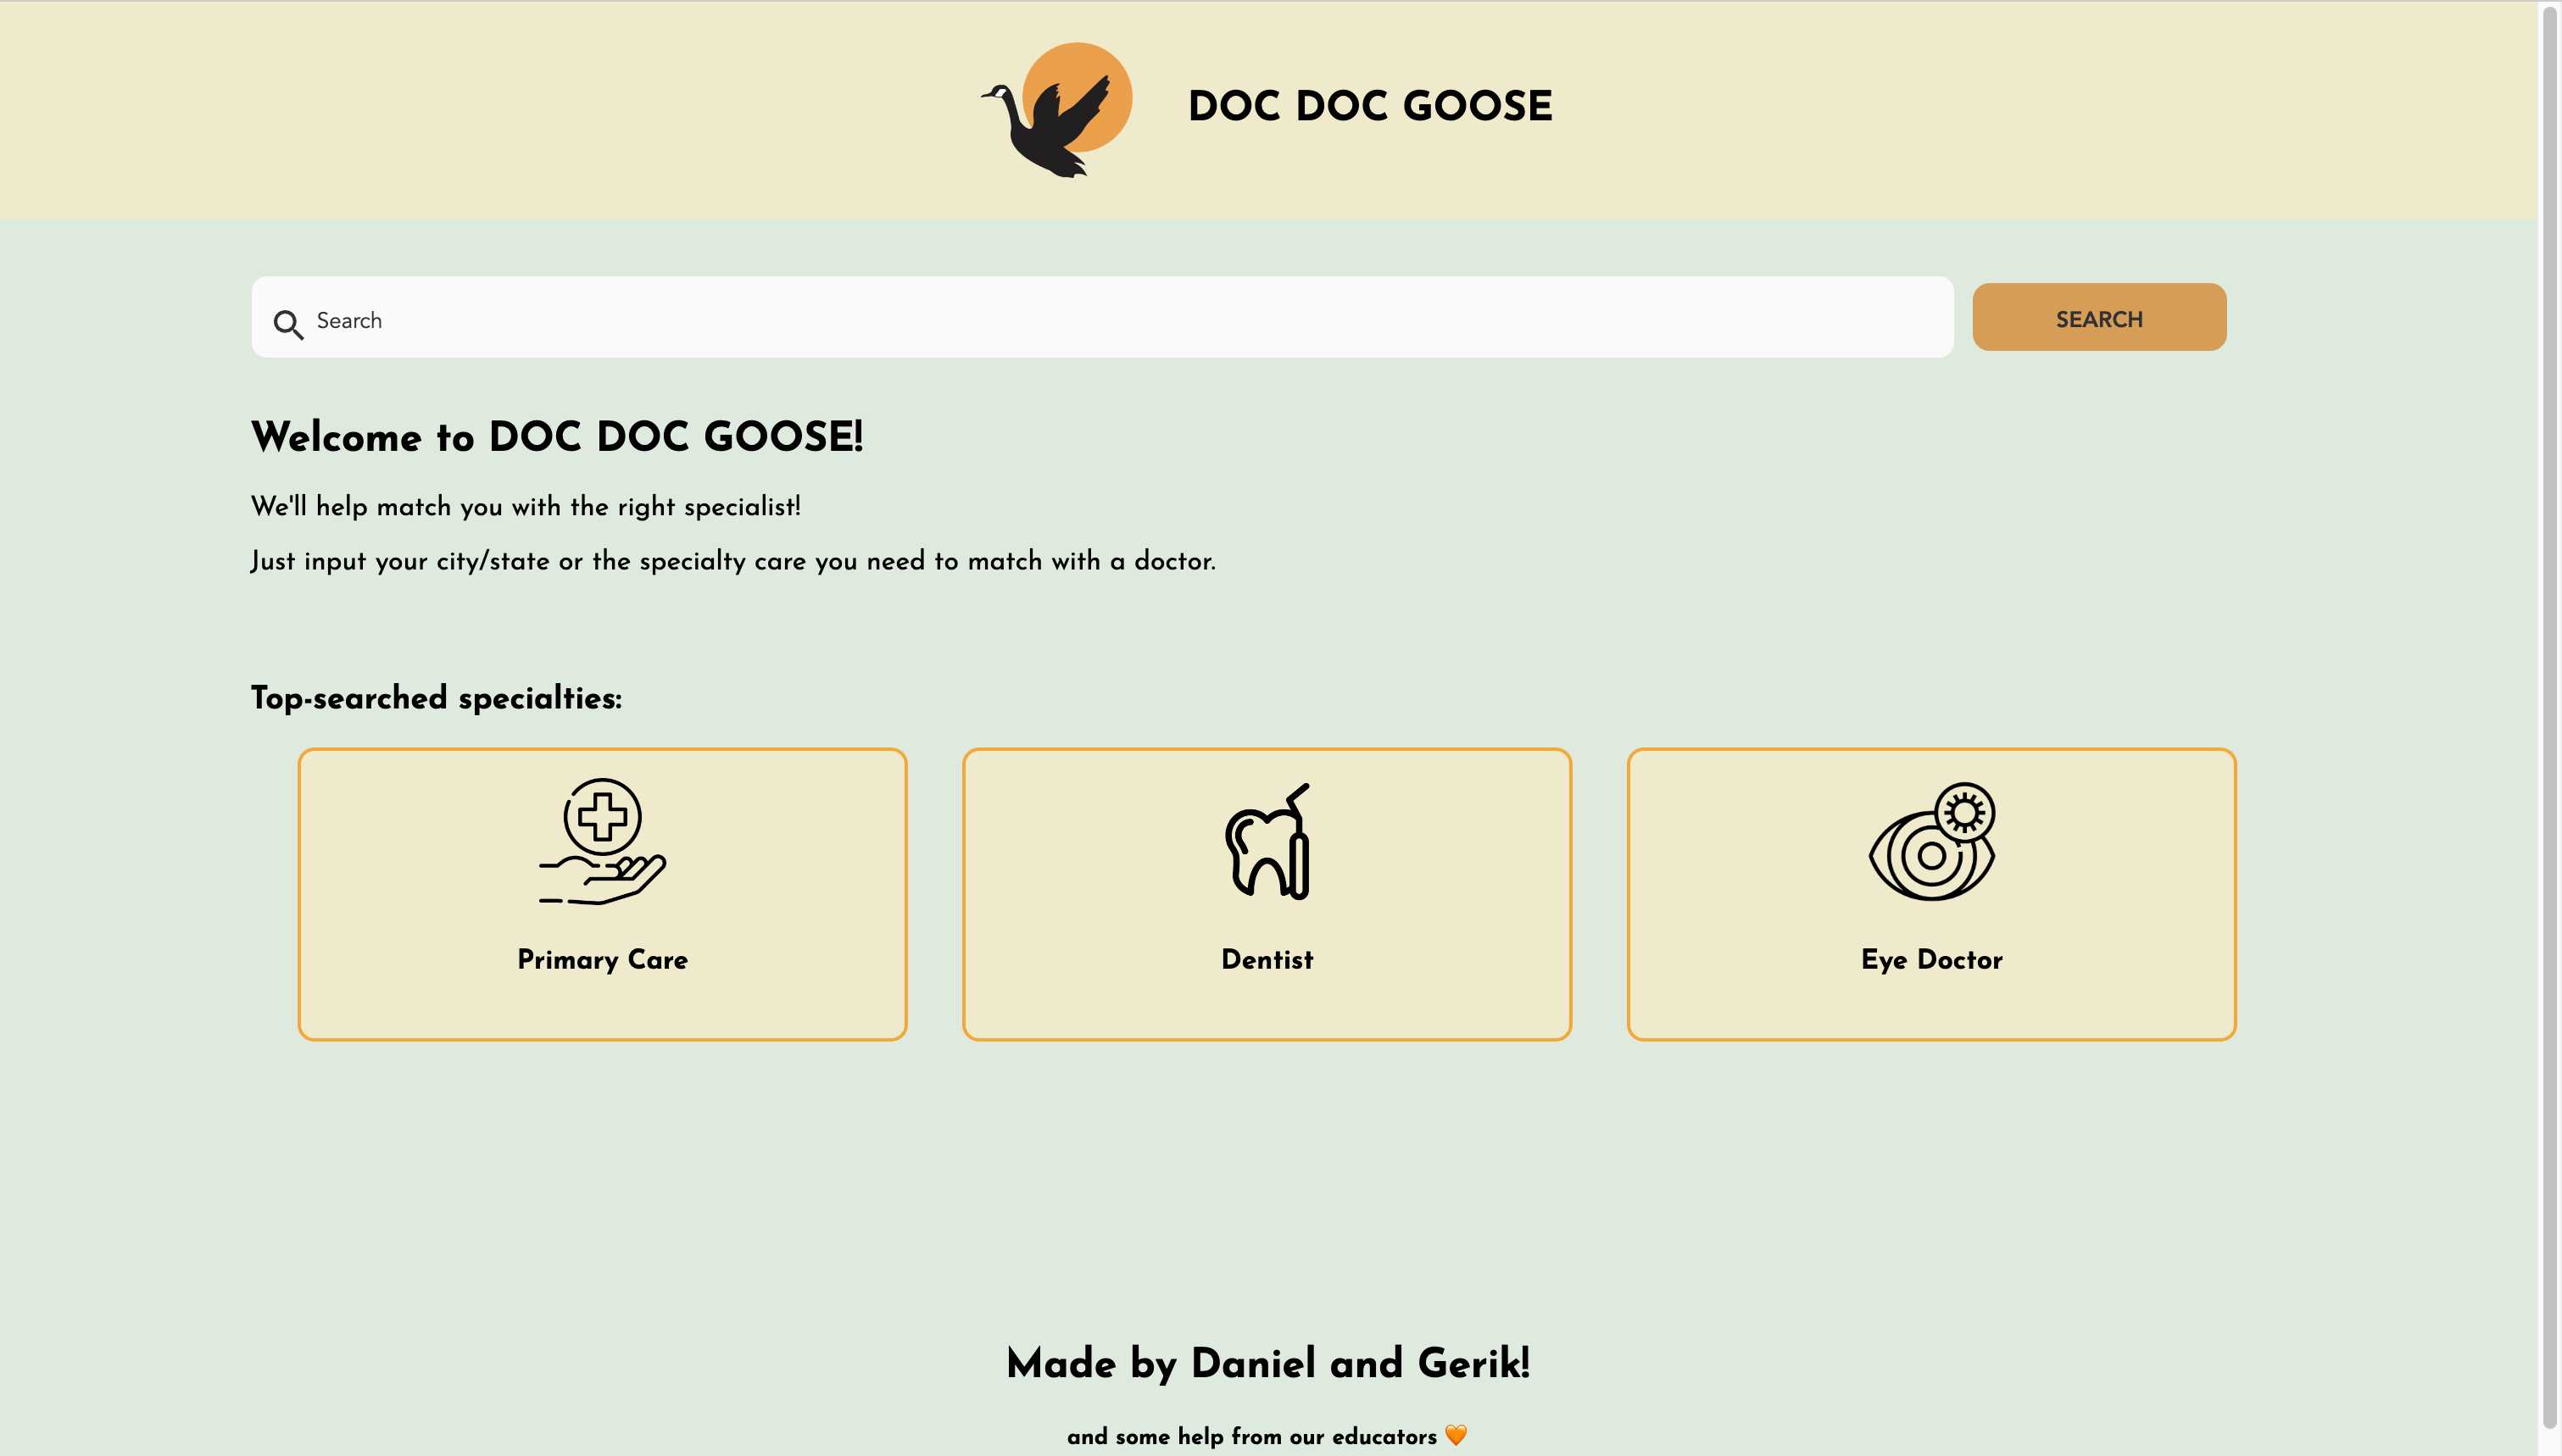 DOC DOC GOOSE
Search
SEARCH
Welcome to DOC DOC GOOSE!
We'll help match you with the right specialist!
Just input your city/state or the specialty care you need to match with a doctor.
Top-searched specialties:
Primary Care
Dentist
Eye Doctor
Made by Daniel and Gerik!
and some help from our educators 🧡